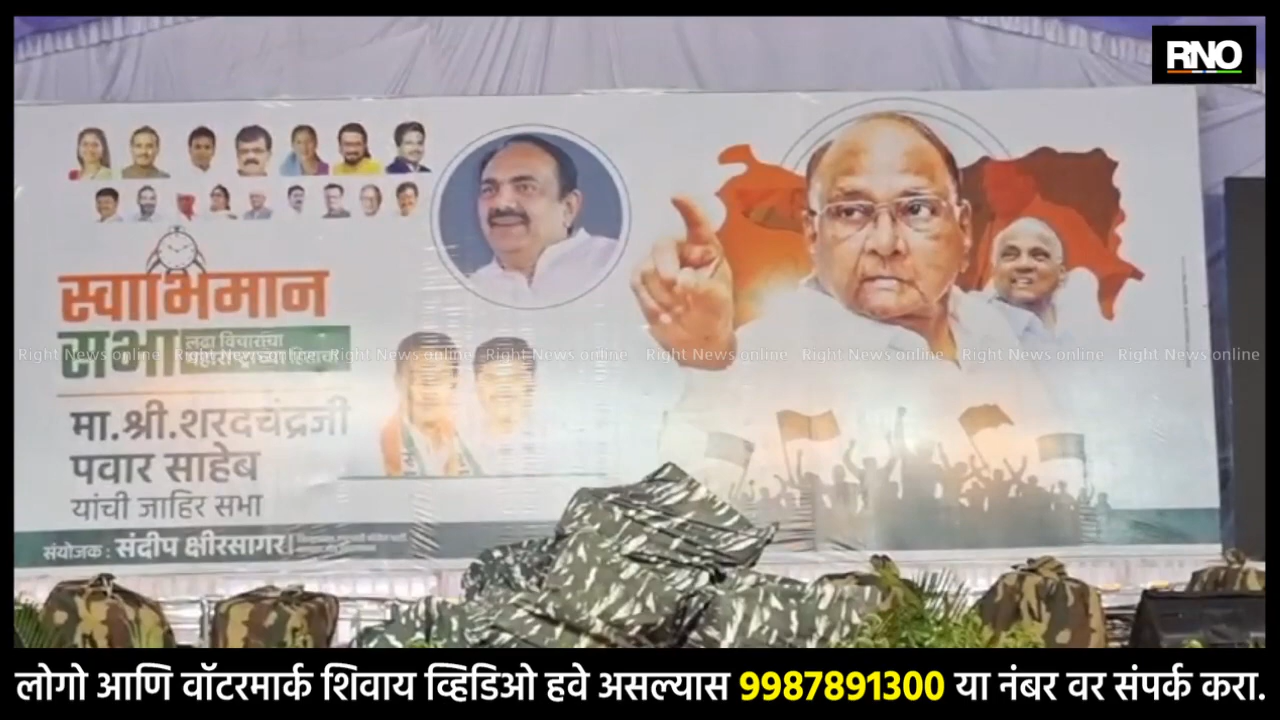 RNO
स्वाभिमान
सभा
लढा विचारांचा
मा.श्री.शरदचंद्रजी
पवार साहेब
यांची जाहिर सभा
संयोजक : संदीप क्षीरसागर
Right News online Right News online Right News online Right News online Right News online Right News online Right News online Right News online
लोगो आणि वॉटरमार्क शिवाय व्हिडिओ हवे असल्यास 9987891300 या नंबर वर संपर्क करा.